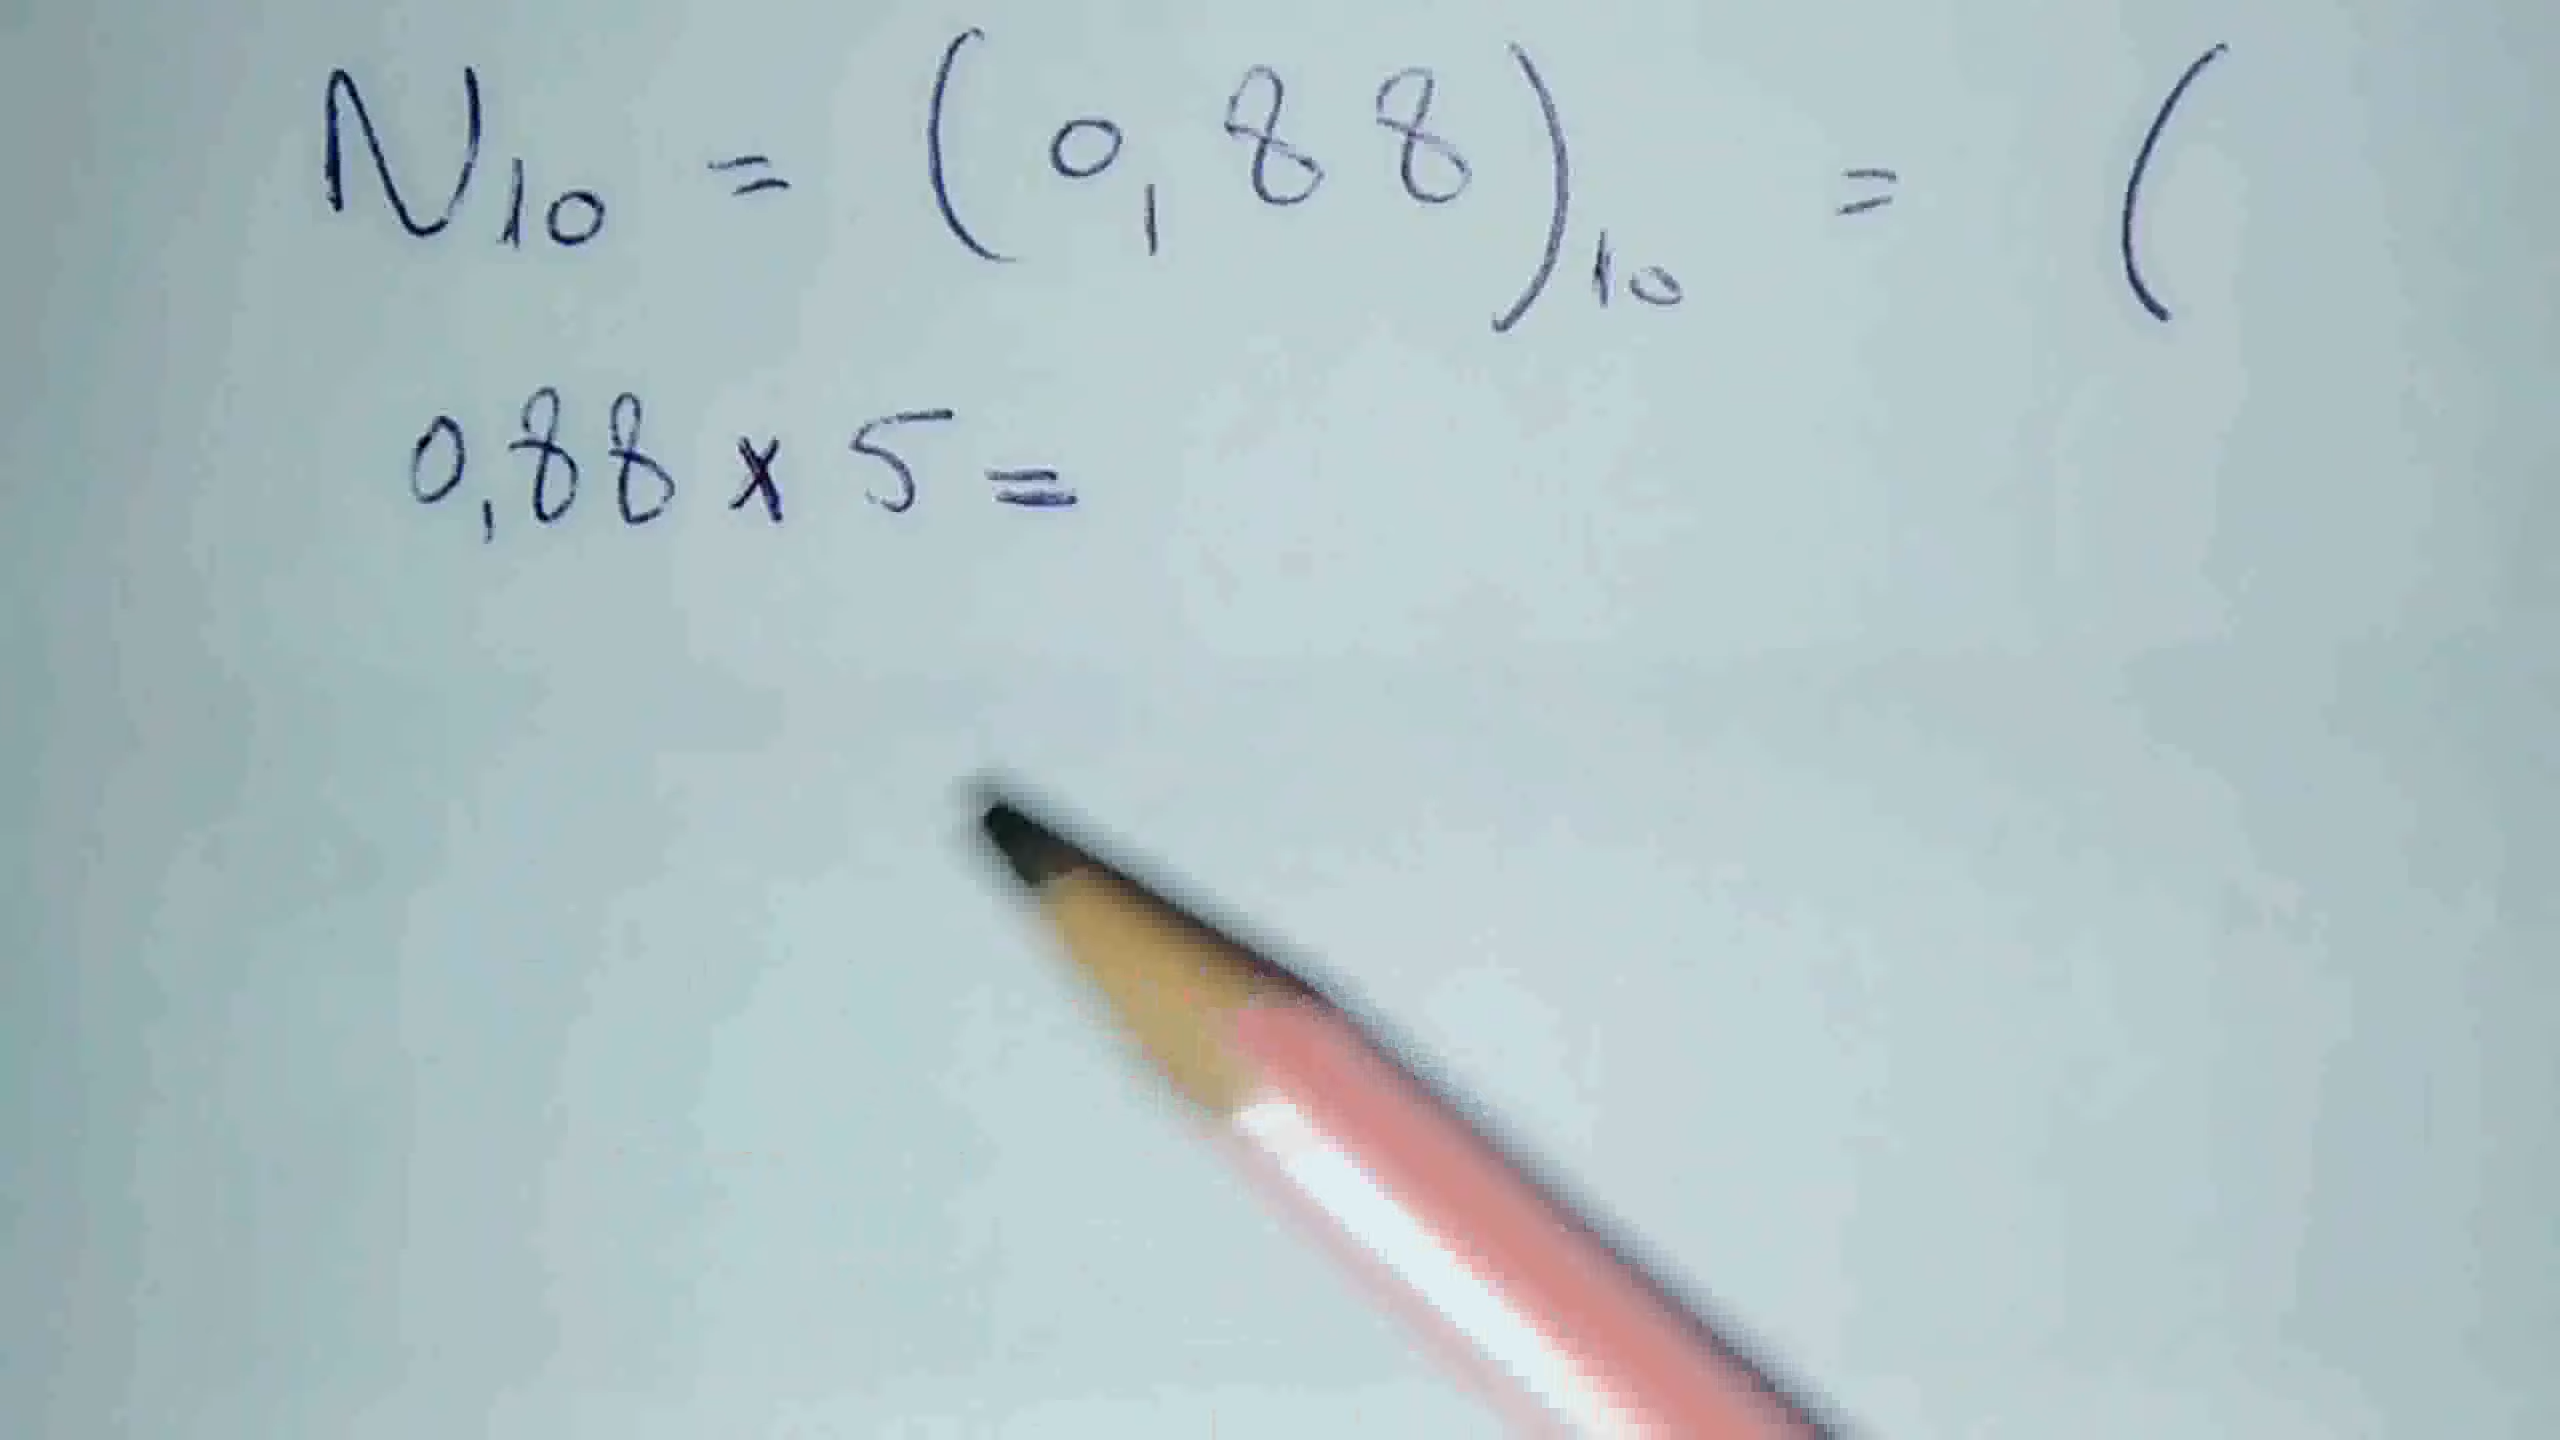 N₁₀ = (0,88)₁₀ = (
0,88 x 5 =